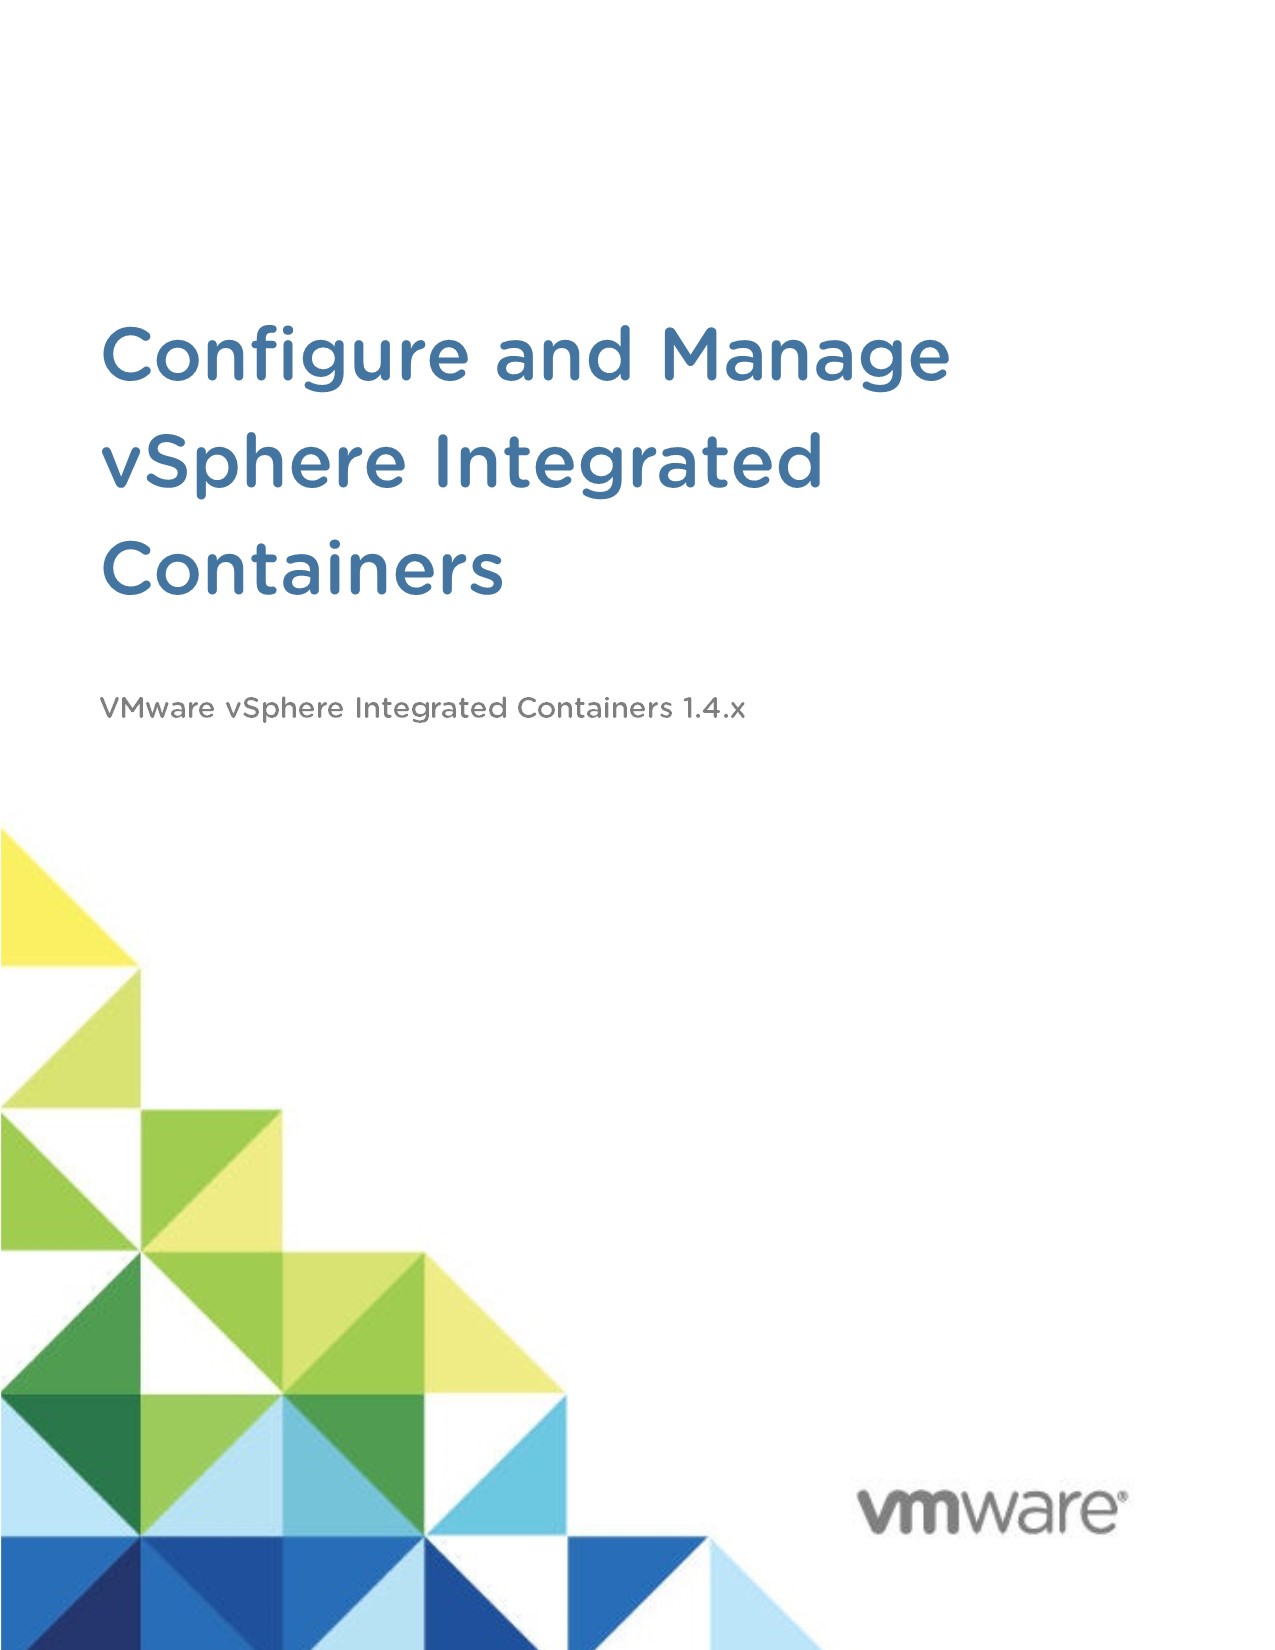 Configure and Manage
vSphere Integrated
Containers
VMware vSphere Integrated Containers 1.4.x
vmware®